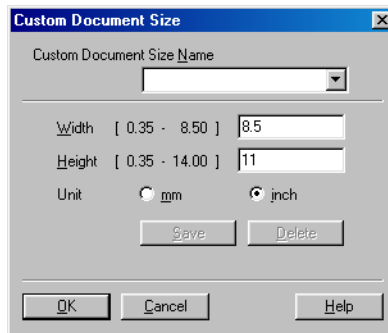 Custom Document Size
Custom Document Size Name
Width [ 0.35 - 8.50 ] 8.5
Height [ 0.35 - 14.00 ] 11
Unit mm inch
Save Delete
OK Cancel Help